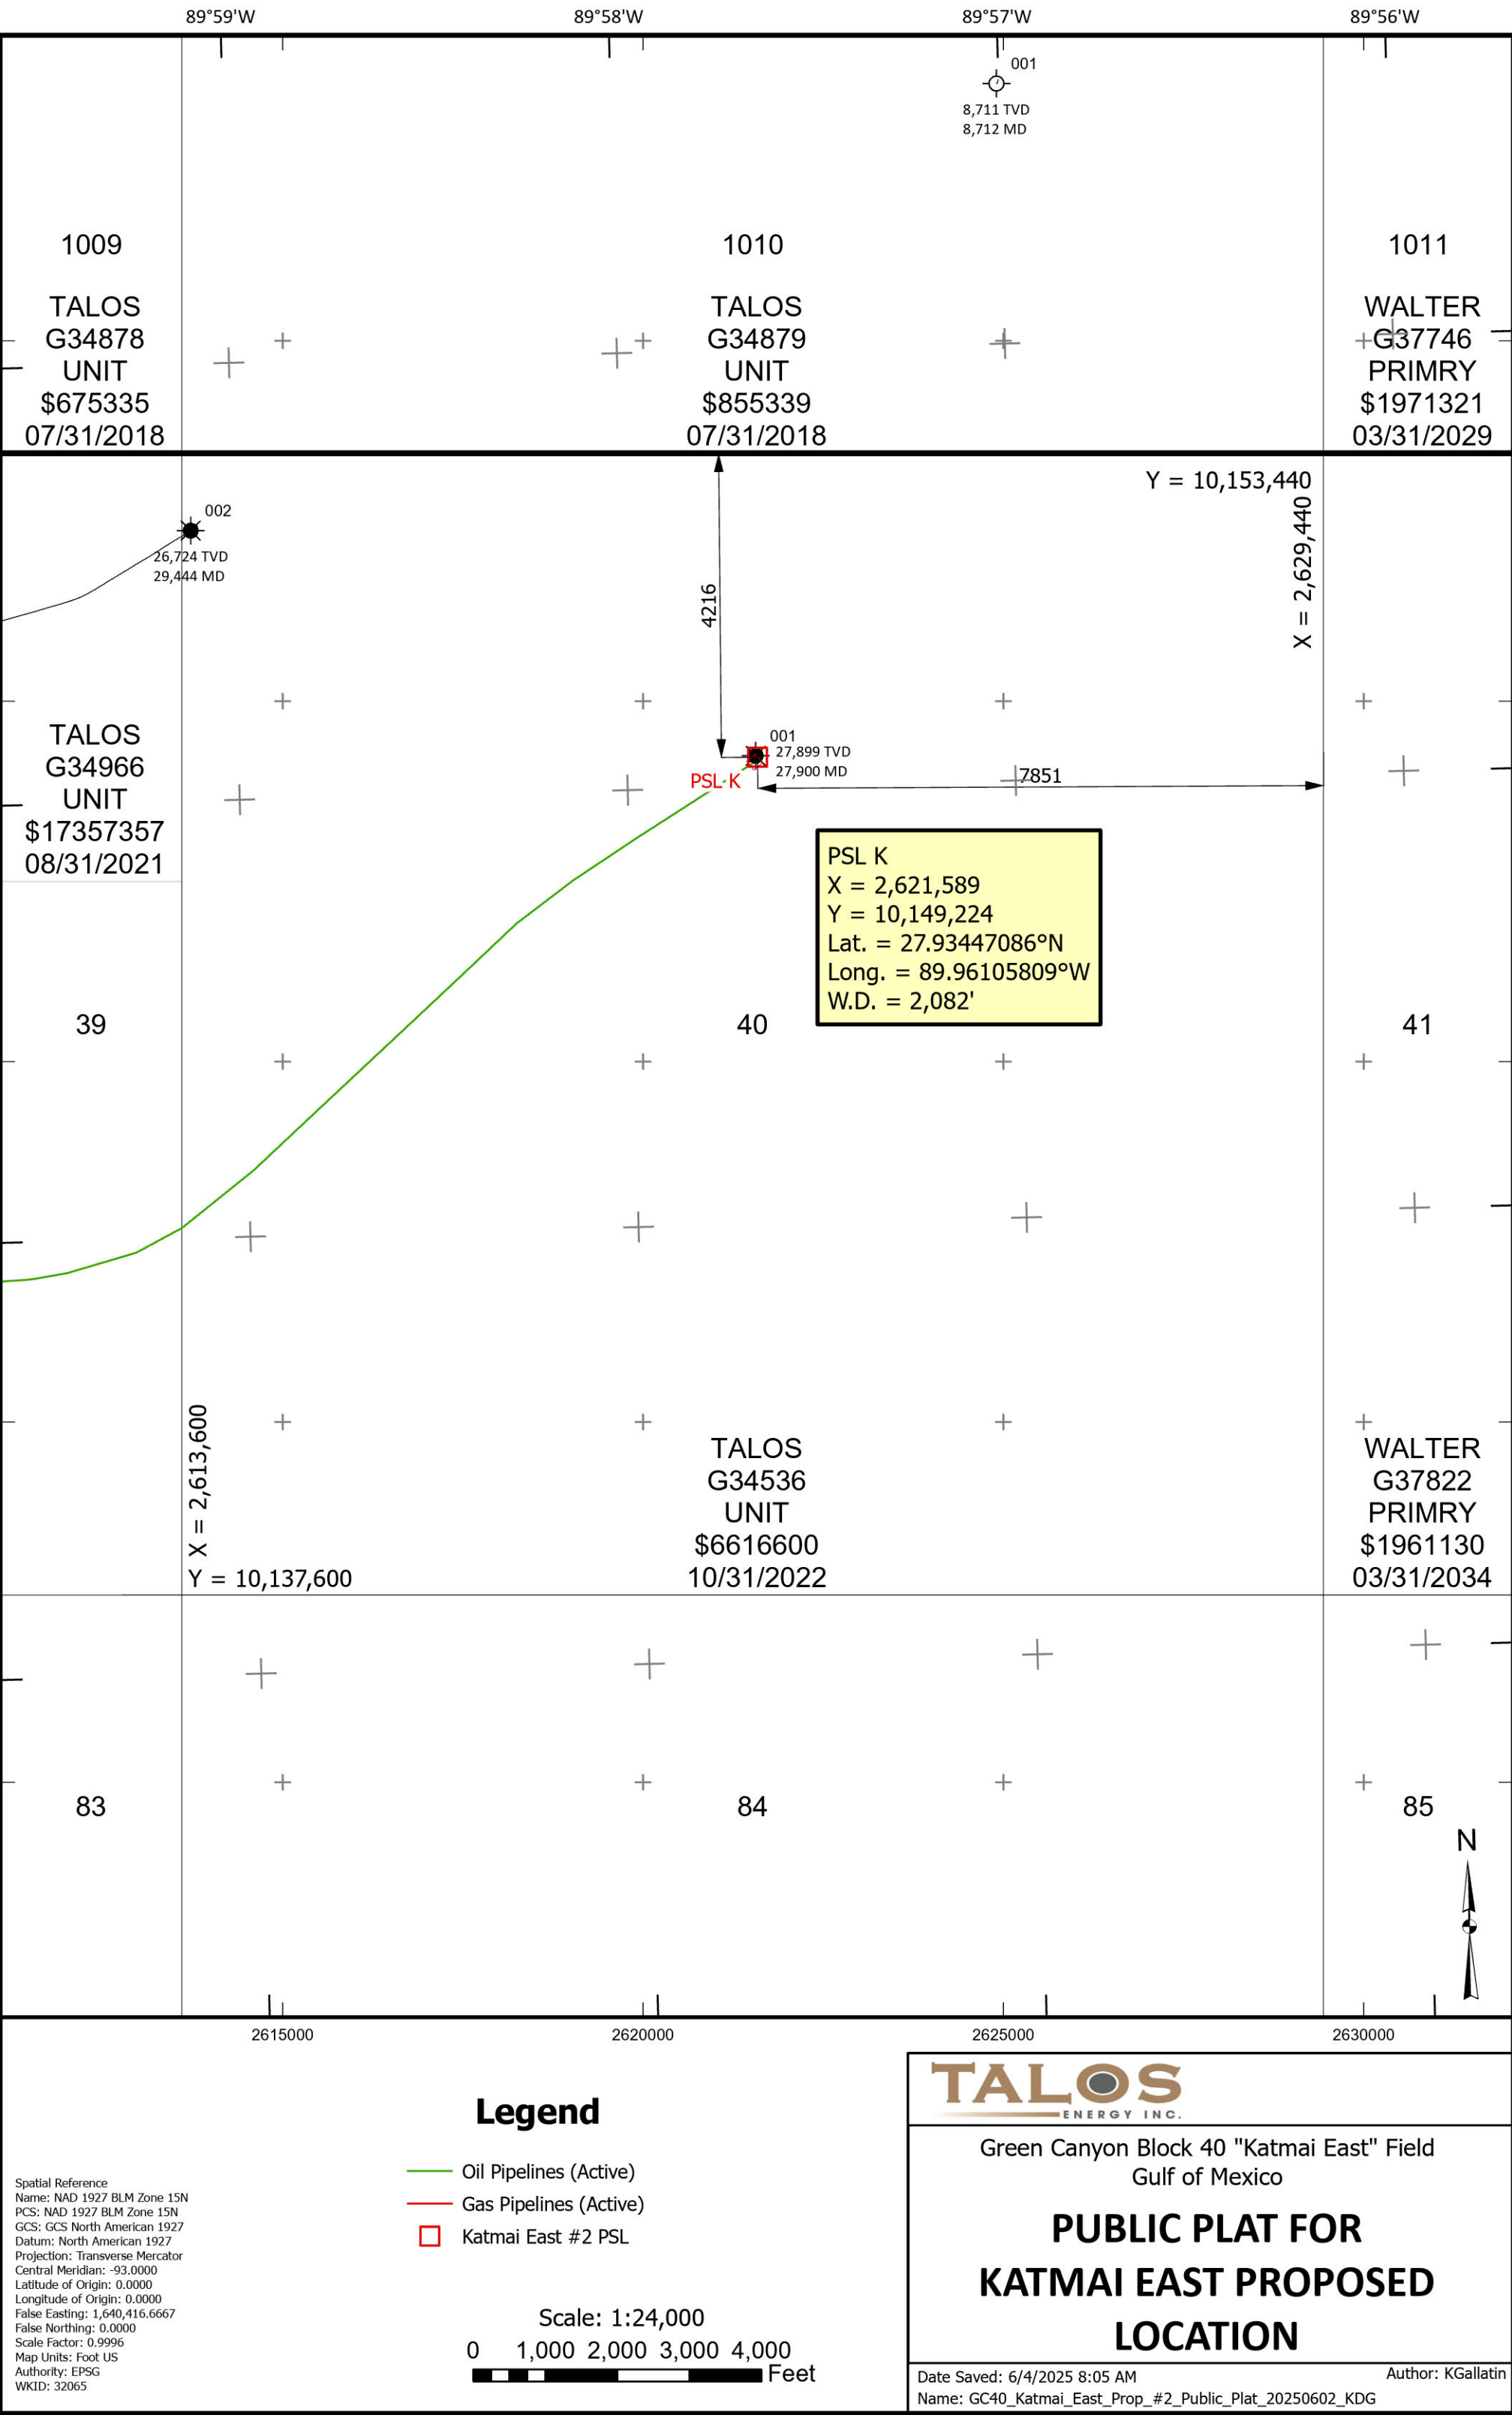 89°59'W
89°58'W
89°57'W
89°56'W
001
8,711 TVD
8,712 MD
1009
TALOS
G34878
UNIT
$675335
07/31/2018
1010
TALOS
G34879
UNIT
$855339
07/31/2018
1011
WALTER
G37746
PRIMRY
$1971321
03/31/2029
Y = 10,153,440
X = 2,629,440
002
26,724 TVD
29,444 MD
4216
TALOS
G34966
UNIT
$17357357
08/31/2021
001
27,899 TVD
27,900 MD
PSL K
7851
PSL K
X = 2,621,589
Y = 10,149,224
Lat. = 27.93447086°N
Long. = 89.96105809°W
W.D. = 2,082'
39
40
41
X = 2,613,600
Y = 10,137,600
TALOS
G34536
UNIT
$6616600
10/31/2022
WALTER
G37822
PRIMRY
$1961130
03/31/2034
83
84
85
N
2615000
2620000
2625000
2630000
Spatial Reference
Name: NAD 1927 BLM Zone 15N
PCS: NAD 1927 BLM Zone 15N
GCS: GCS North American 1927
Datum: North American 1927
Projection: Transverse Mercator
Central Meridian: -93.0000
Latitude of Origin: 0.0000
Longitude of Origin: 0.0000
False Easting: 1,640,416.6667
False Northing: 0.0000
Scale Factor: 0.9996
Map Units: Foot US
Authority: EPSG
WKID: 32065
Legend
Oil Pipelines (Active)
Gas Pipelines (Active)
Katmai East #2 PSL
Scale: 1:24,000
0 1,000 2,000 3,000 4,000
Feet
TALOS
ENERGY INC.
Green Canyon Block 40 "Katmai East" Field
Gulf of Mexico
PUBLIC PLAT FOR
KATMAI EAST PROPOSED
LOCATION
Date Saved: 6/4/2025 8:05 AM
Author: KGallatin
Name: GC40_Katmai_East_Prop_#2_Public_Plat_20250602_KDG